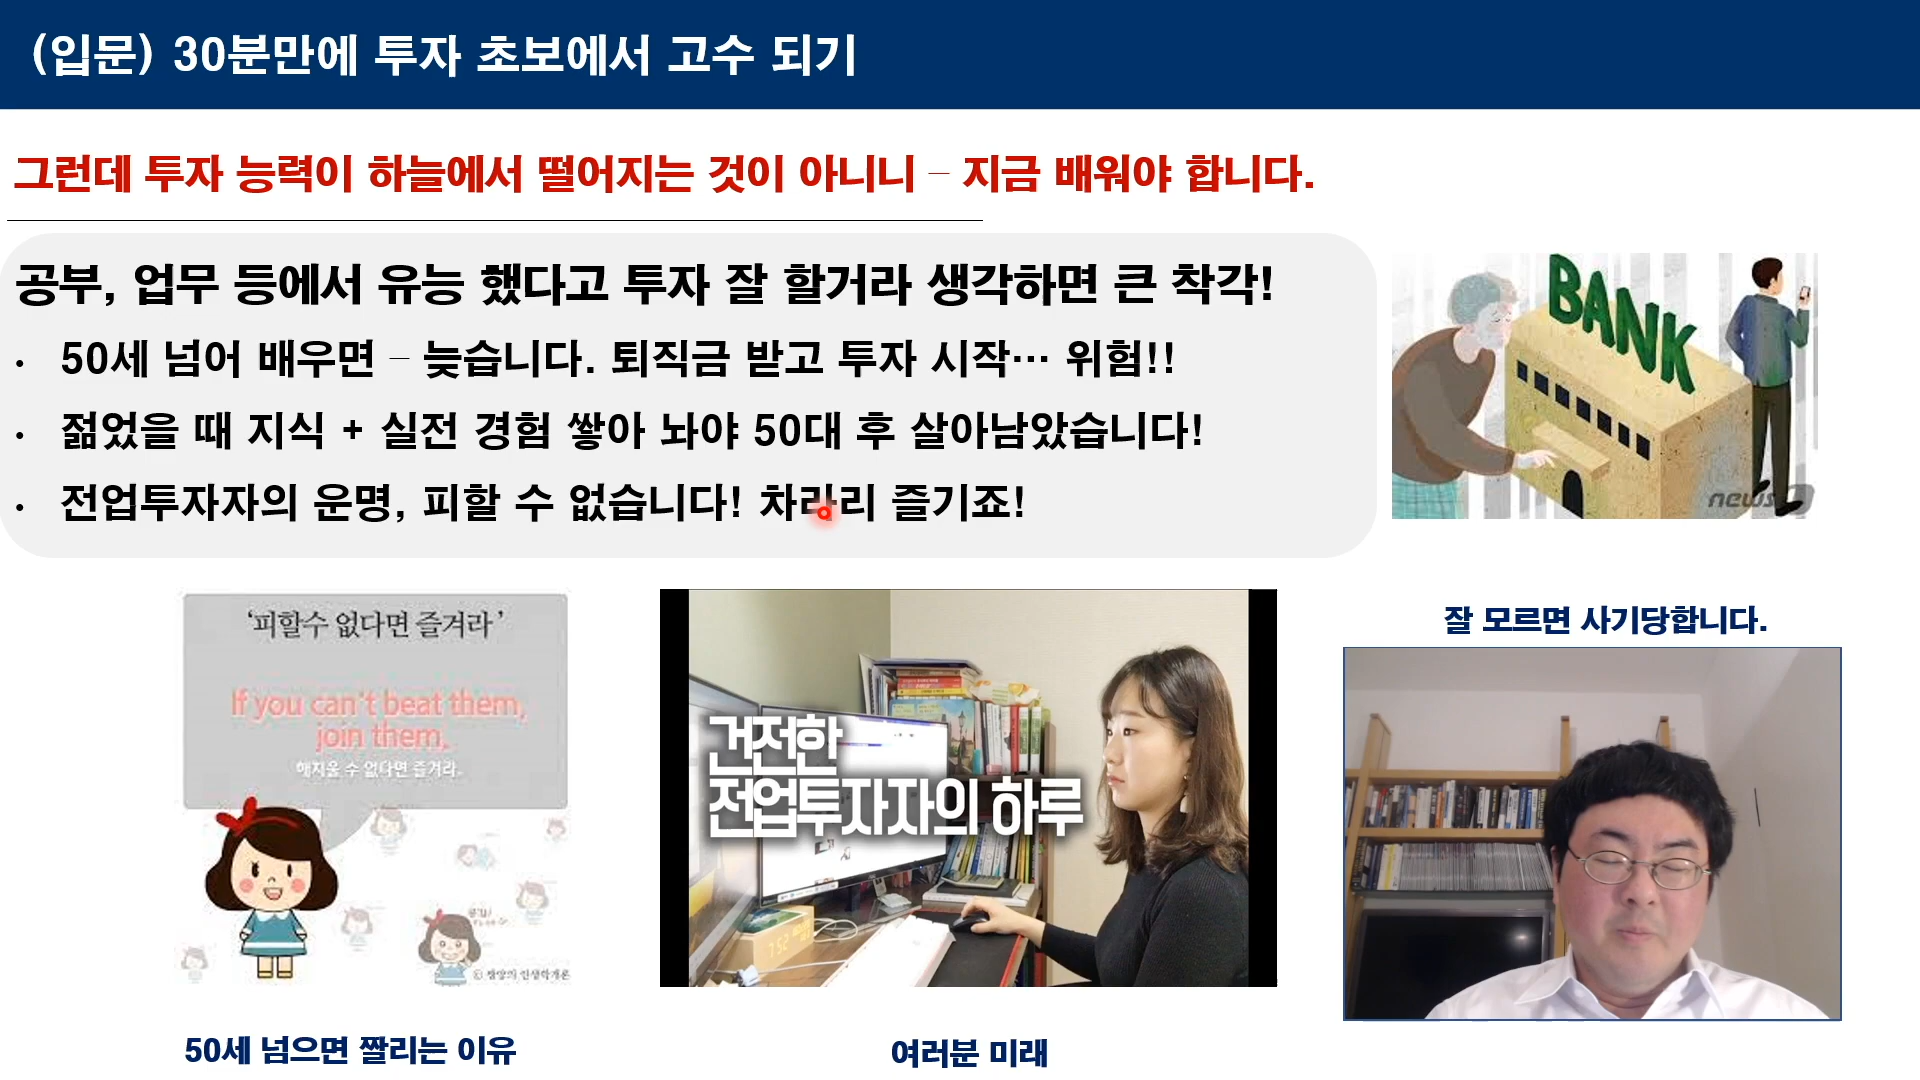 (입문) 30분만에 투자 초보에서 고수 되기
그런데 투자 능력이 하늘에서 떨어지는 것이 아니니 – 지금 배워야 합니다.
공부, 업무 등에서 유능 했다고 투자 잘 할거라 생각하면 큰 착각!
• 50세 넘어 배우면 – 늦습니다. 퇴직금 받고 투자 시작… 위험!!
• 젊었을 때 지식 + 실전 경험 쌓아 놔야 50대 후 살아남았습니다!
• 전업투자자의 운명, 피할 수 없습니다! 차라리 즐기죠!
BANK
news1
‘피할수 없다면 즐겨라’
If you can't beat them,
join them.
해치울 수 없다면 즐겨라.
건전한
전업투자자의 하루
잘 모르면 사기당합니다.
50세 넘으면 짤리는 이유
여러분 미래